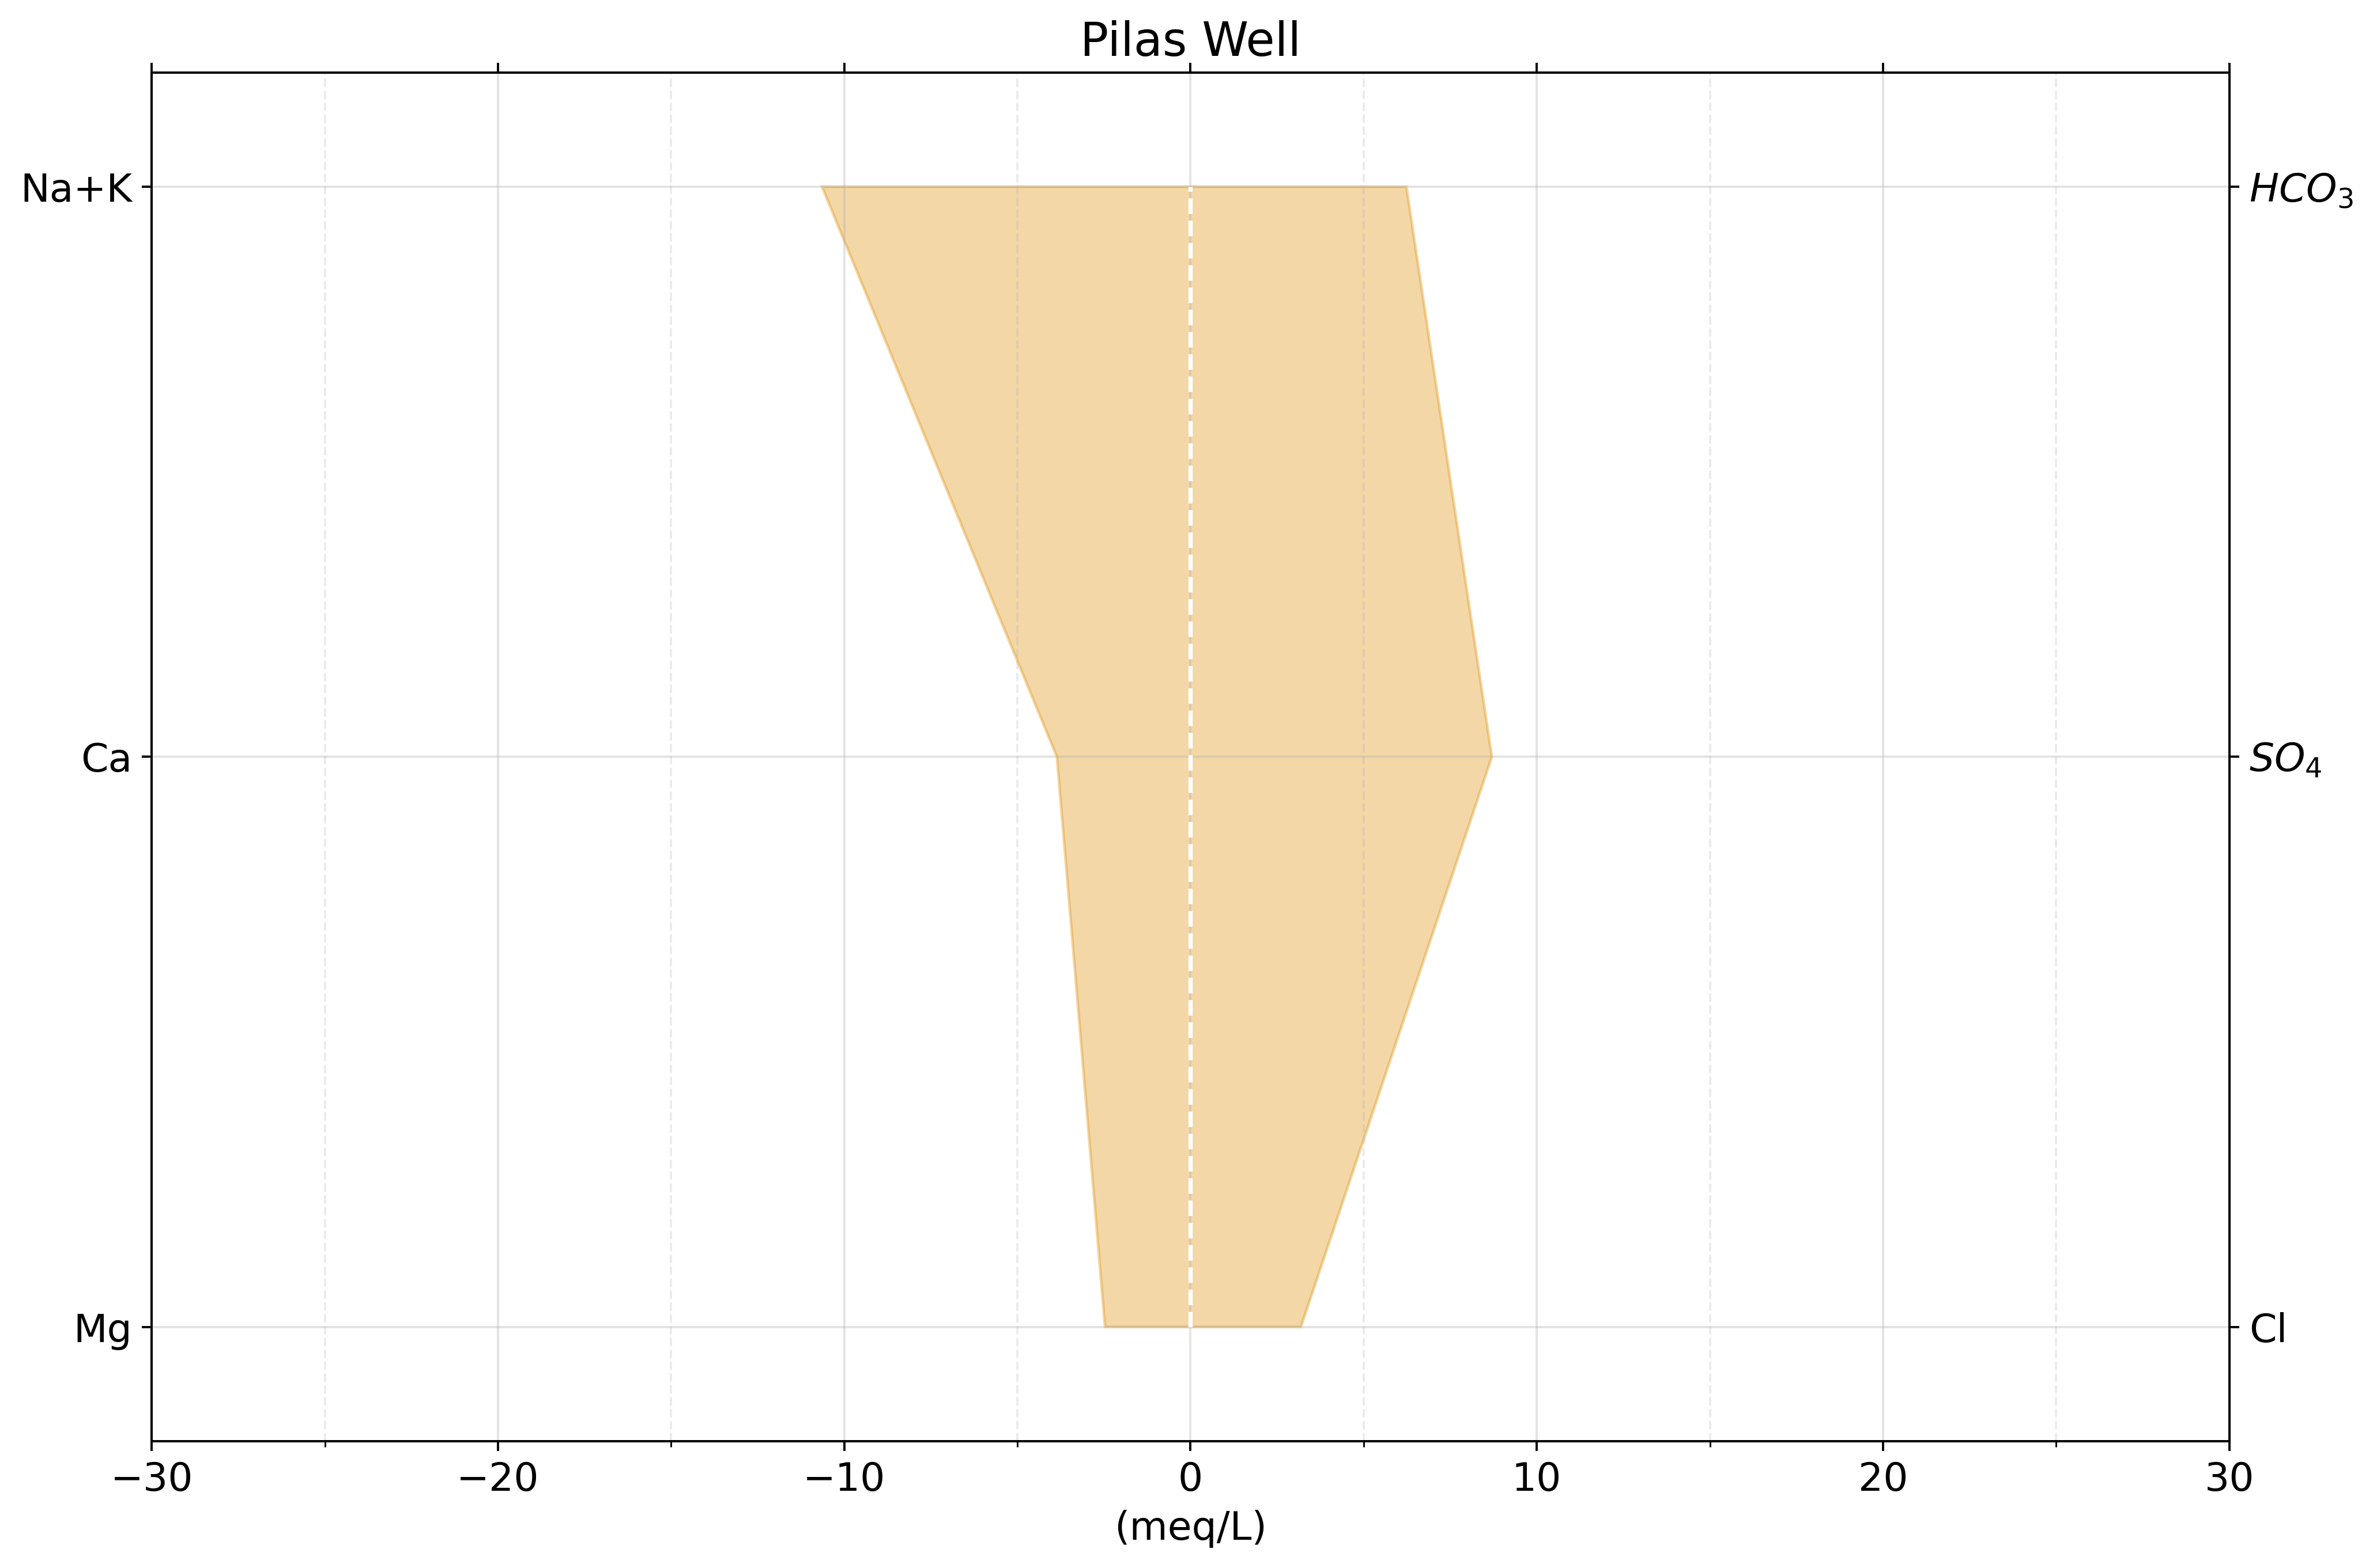 Pilas Well
Na+K
HCO₃
Ca
SO₄
Mg
Cl
−30 −20 −10 0 10 20 30
(meq/L)